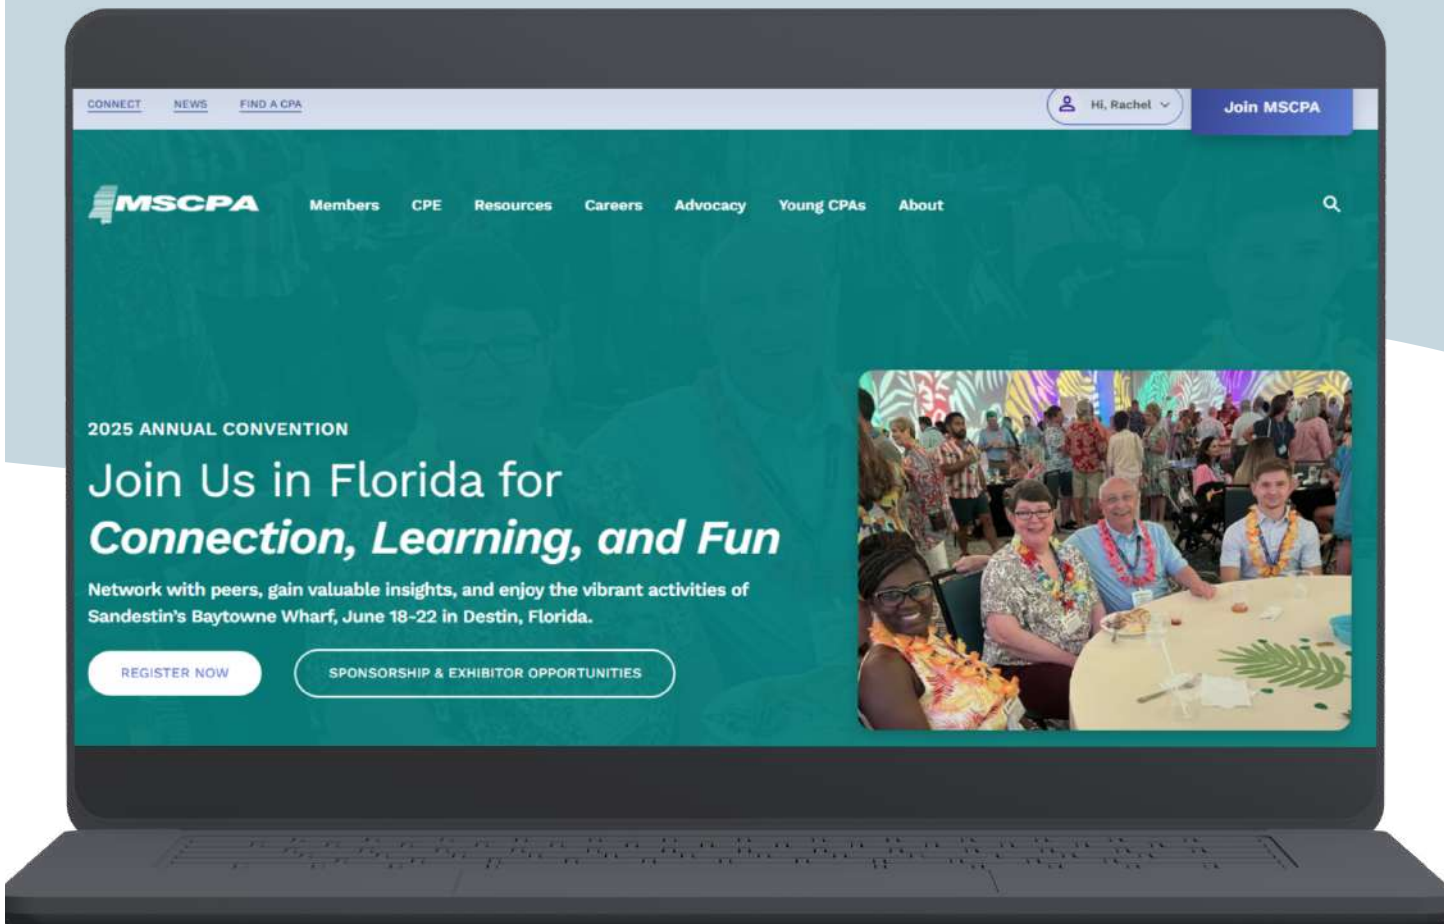 CONNECT NEWS FIND A CPA Hi, Rachel Join MSCPA
MSCPA Members CPE Resources Careers Advocacy Young CPAs About
2025 ANNUAL CONVENTION
Join Us in Florida for
Connection, Learning, and Fun
Network with peers, gain valuable insights, and enjoy the vibrant activities of
Sandestin's Baytowne Wharf, June 18-22 in Destin, Florida.
REGISTER NOW SPONSORSHIP & EXHIBITOR OPPORTUNITIES